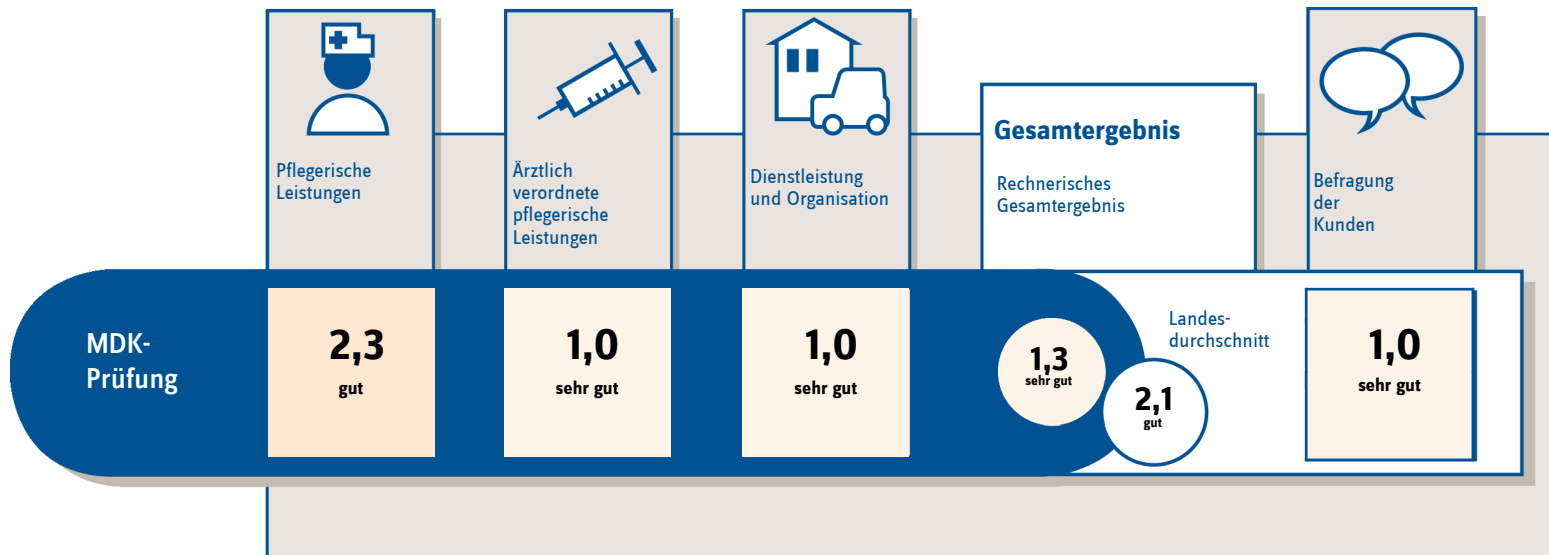 Pflegerische
Leistungen
Ärztlich
verordnete
pflegerische
Leistungen
Dienstleistung
und Organisation
Gesamtergebnis
Rechnerisches
Gesamtergebnis
Befragung
der
Kunden
MDK-
Prüfung
2,3
gut
1,0
sehr gut
1,0
sehr gut
1,3
sehr gut
Landes-
durchschnitt
2,1
gut
1,0
sehr gut